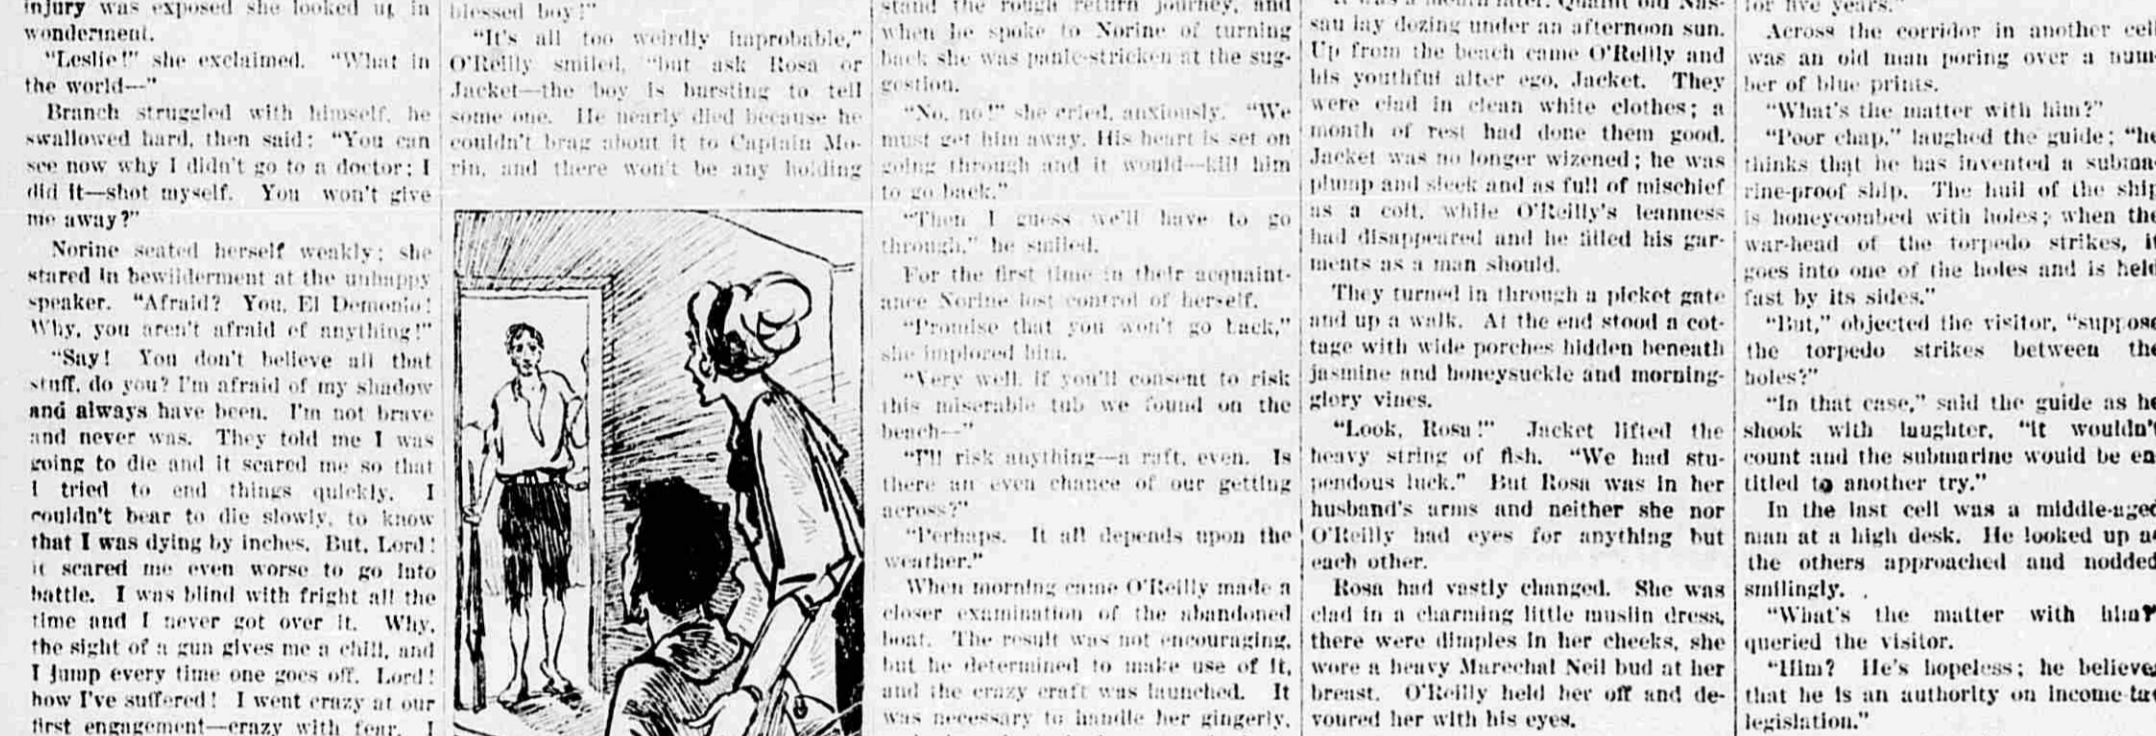 injury was exposed she looked up in
wonderment.
"Leslie!" she exclaimed. "What in
the world—"
Branch struggled with himself, he
swallowed hard, then said: "You can
see now why I didn't go to a doctor; I
did it—shot myself. You won't give
me away?"
Norine seated herself weakly; she
stared in bewilderment at the unhappy
speaker. "Afraid? You, El Demonio!
Why, you aren't afraid of anything!"
"Say! You don't believe all that
stuff, do you? I'm afraid of my shadow
and always have been. I'm not brave
and never was. They told me I was
going to die and it scared me so that
I tried to end things quickly. I
couldn't bear to die slowly, to know
that I was dying by inches. But, Lord!
it scared me even worse to go into
battle. I was blind with fright all the
time and I never got over it. Why,
the sight of a gun gives me a chill, and
I jump every time one goes off. Lord!
how I've suffered! I went crazy at our
first engagement—crazy with fear. I
blessed boy!"
"It's all too weirdly improbable,"
O'Reilly smiled, "but ask Rosa or
Jacket—the boy is bursting to tell
some one. He nearly died because he
couldn't brag about it to Captain Mo-
rin, and there won't be any holding
stand the rough return journey, and
when he spoke to Norine of turning
back she was panic-stricken at the sug-
gestion.
"No, no!" she cried, anxiously. "We
must get him away. His heart is set on
going through and it would—kill him
to go back."
"Then I guess we'll have to go
through," he smiled.
For the first time in their acquaint-
ance Norine lost control of herself.
"Promise that you won't go back,"
she implored him.
"Very well, if you'll consent to risk
this miserable tub we found on the
beach—"
"I'll risk anything—a raft, even. Is
there an even chance of our getting
across?"
"Perhaps. It all depends upon the
weather."
When morning came O'Reilly made a
closer examination of the abandoned
boat. The result was not encouraging,
but he determined to make use of it,
and the crazy craft was launched. It
was necessary to handle her gingerly,
It was a month later. Quaint old Nas-
sau lay dozing under an afternoon sun.
Up from the beach came O'Reilly and
his youthful alter ego, Jacket. They
were clad in clean white clothes; a
month of rest had done them good.
Jacket was no longer wizened; he was
plump and sleek and as full of mischief
as a colt, while O'Reilly's leanness
had disappeared and he filled his gar-
ments as a man should.
They turned in through a picket gate
and up a walk. At the end stood a cot-
tage with wide porches hidden beneath
jasmine and honeysuckle and morning-
glory vines.
"Look, Rosa!" Jacket lifted the
heavy string of fish. "We had stu-
pendous luck." But Rosa was in her
husband's arms and neither she nor
O'Reilly had eyes for anything but
each other.
Rosa had vastly changed. She was
clad in a charming little muslin dress,
there were dimples in her cheeks, she
wore a heavy Marechal Neil bud at her
breast. O'Reilly held her off and de-
voured her with his eyes.
for five years."
Across the corridor in another cell
was an old man poring over a num-
ber of blue prints.
"What's the matter with him?"
"Poor chap," laughed the guide; "he
thinks that he has invented a subma-
rine-proof ship. The hull of the ship
is honeycombed with holes; when the
war-head of the torpedo strikes, it
goes into one of the holes and is held
fast by its sides."
"But," objected the visitor, "suppose
the torpedo strikes between the
holes?"
"In that case," said the guide as he
shook with laughter, "it wouldn't
count and the submarine would be en-
titled to another try."
In the last cell was a middle-aged
man at a high desk. He looked up as
the others approached and nodded
smilingly.
"What's the matter with him?"
queried the visitor.
"Him? He's hopeless; he believes
that he is an authority on income-tax
legislation."